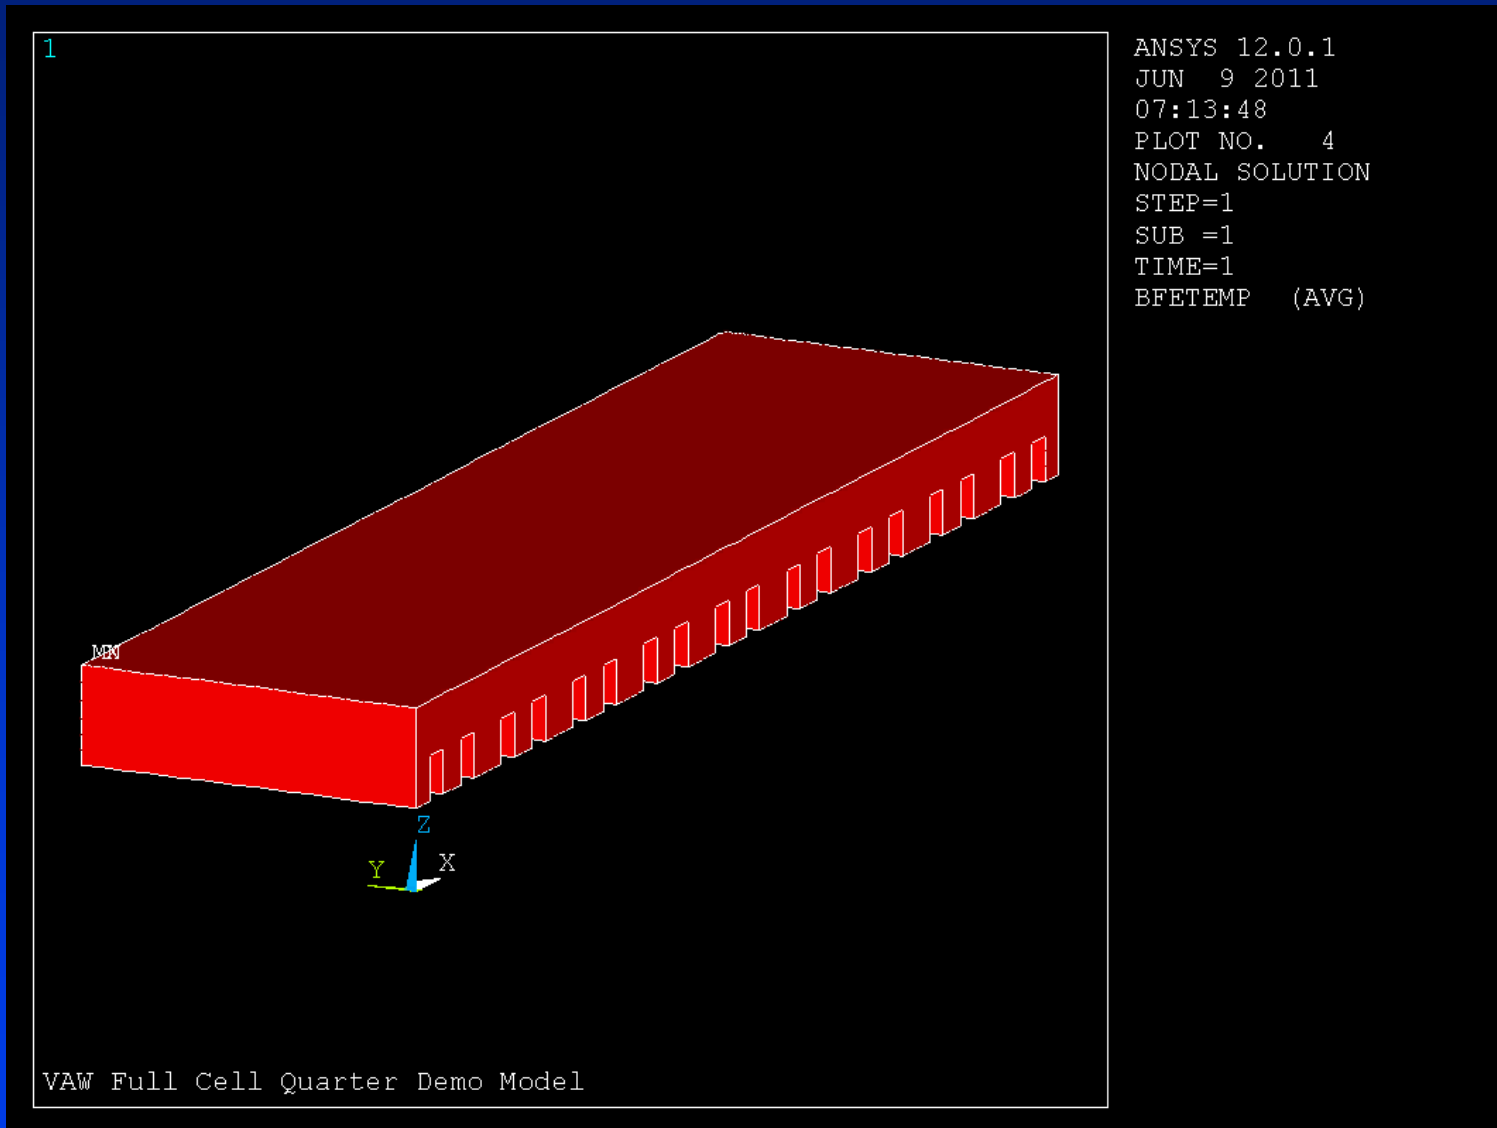 1
ANSYS 12.0.1
JUN  9 2011
07:13:48
PLOT NO.   4
NODAL SOLUTION
STEP=1
SUB =1
TIME=1
BFETEMP  (AVG)
Z
Y
X
VAW Full Cell Quarter Demo Model